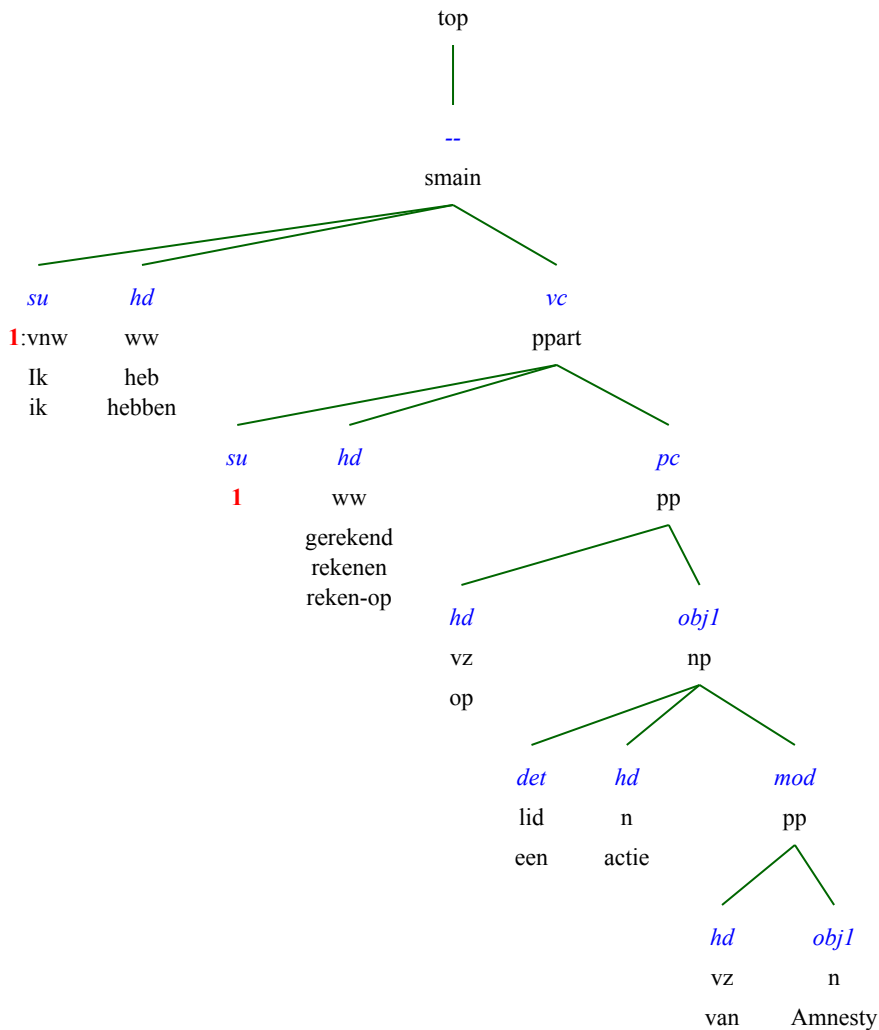 top
--
smain
su hd vc
1:vnw ww ppart
Ik heb
ik hebben
su hd pc
1 ww pp
gerekend
rekenen
reken-op
hd obj1
vz np
op
det hd mod
lid n pp
een actie
hd obj1
vz n
van Amnesty